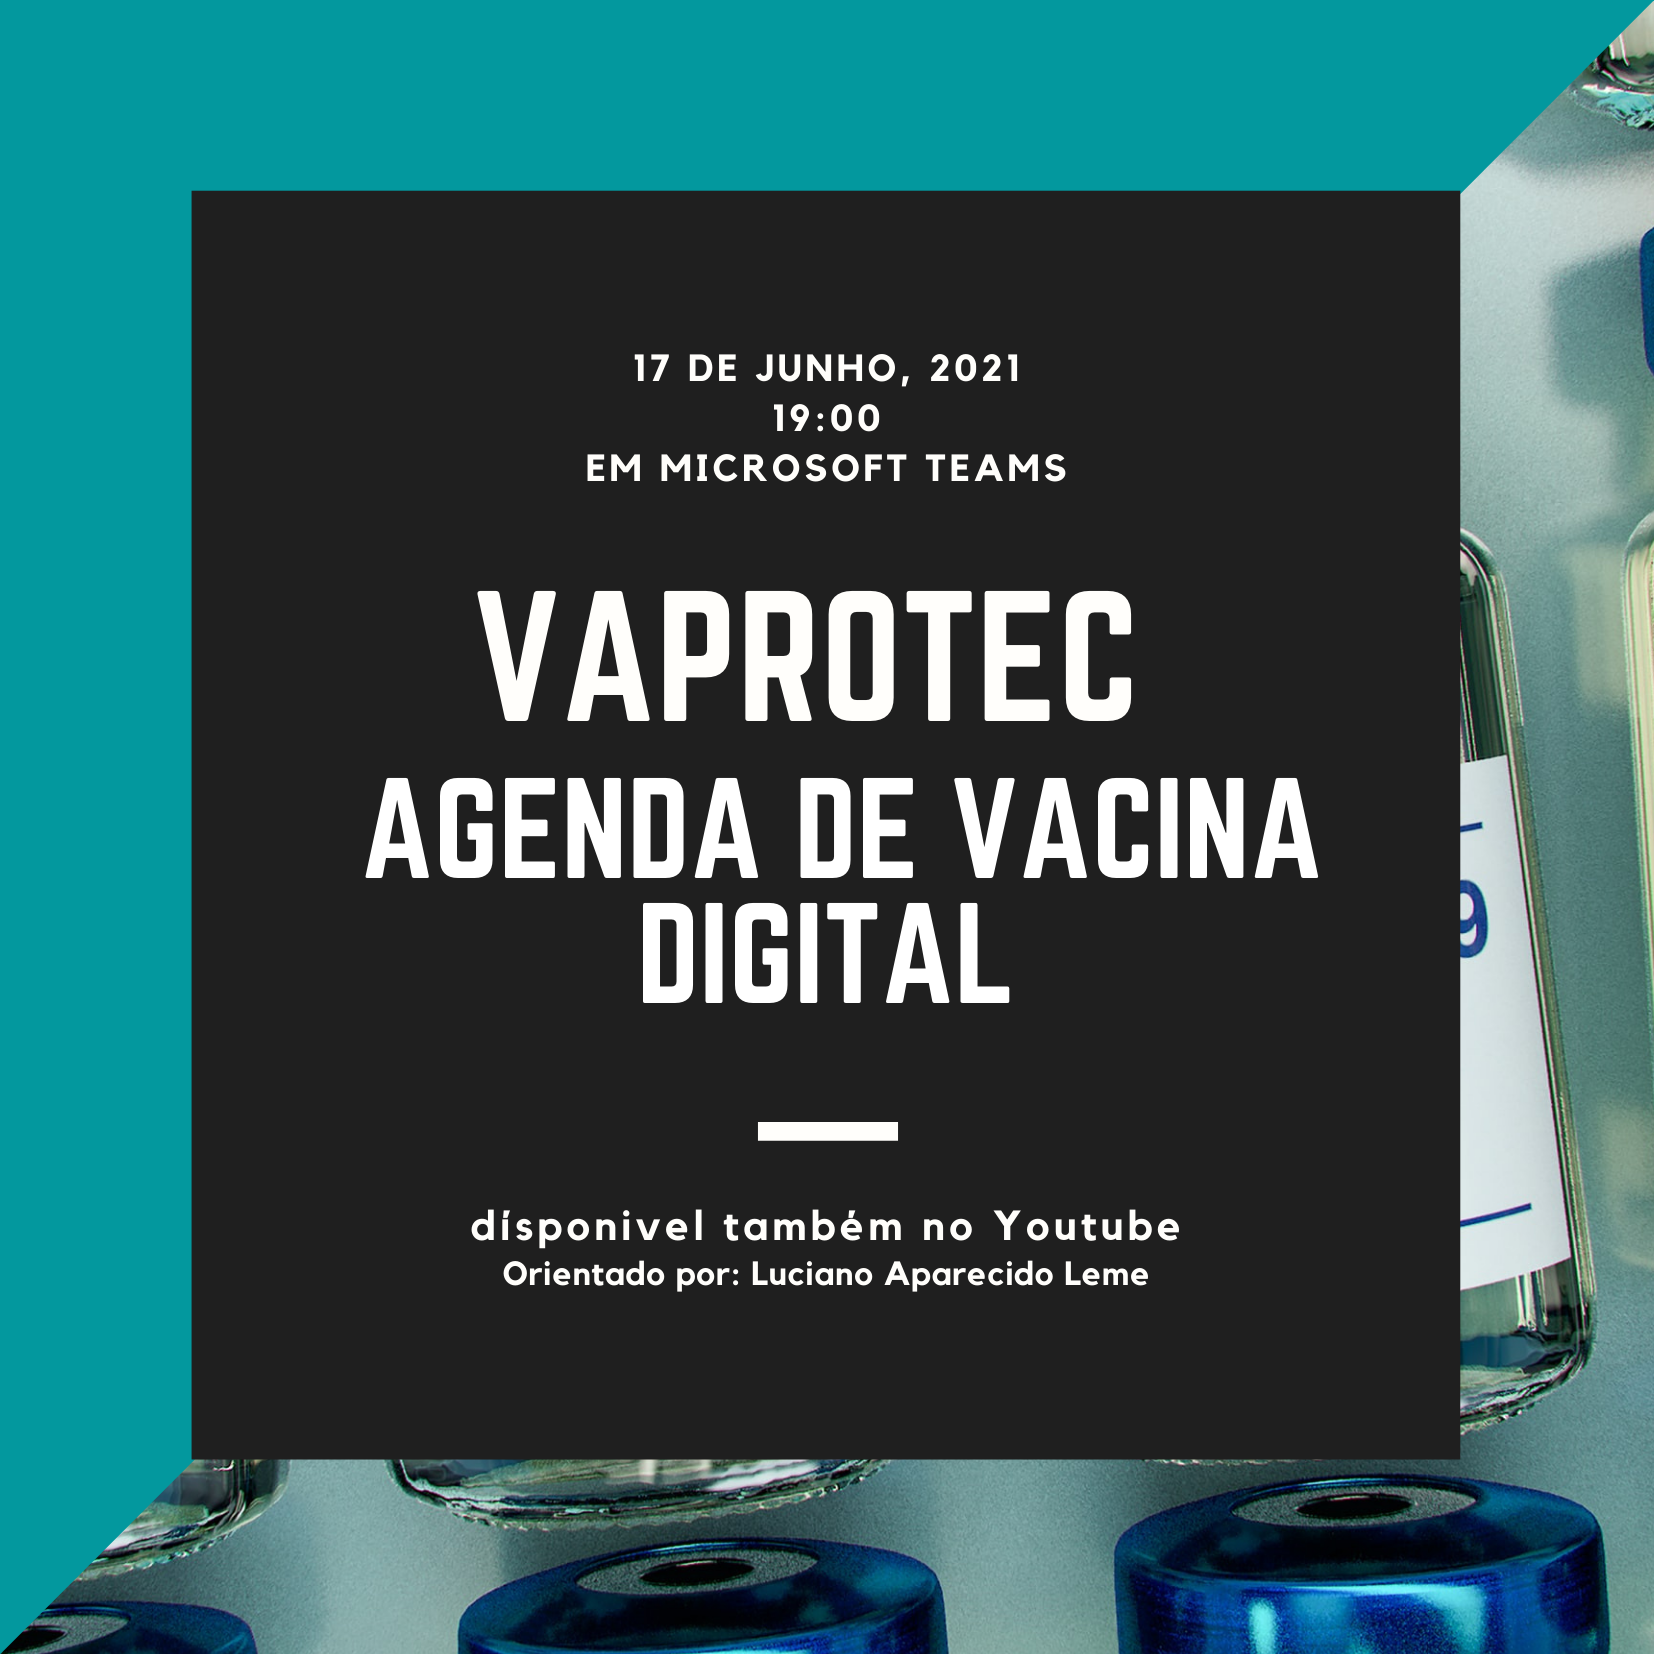 17 DE JUNHO, 2021
19:00
EM MICROSOFT TEAMS
VAPROTEC
AGENDA DE VACINA
DIGITAL
dísponivel também no Youtube
Orientado por: Luciano Aparecido Leme
9